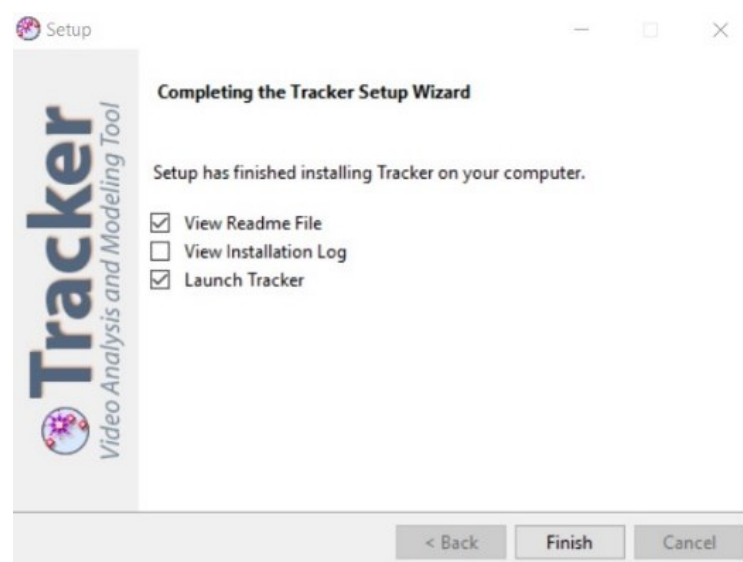 Setup
Completing the Tracker Setup Wizard
Setup has finished installing Tracker on your computer.
View Readme File
View Installation Log
Launch Tracker
Tracker
Video Analysis and Modeling Tool
< Back
Finish
Cancel